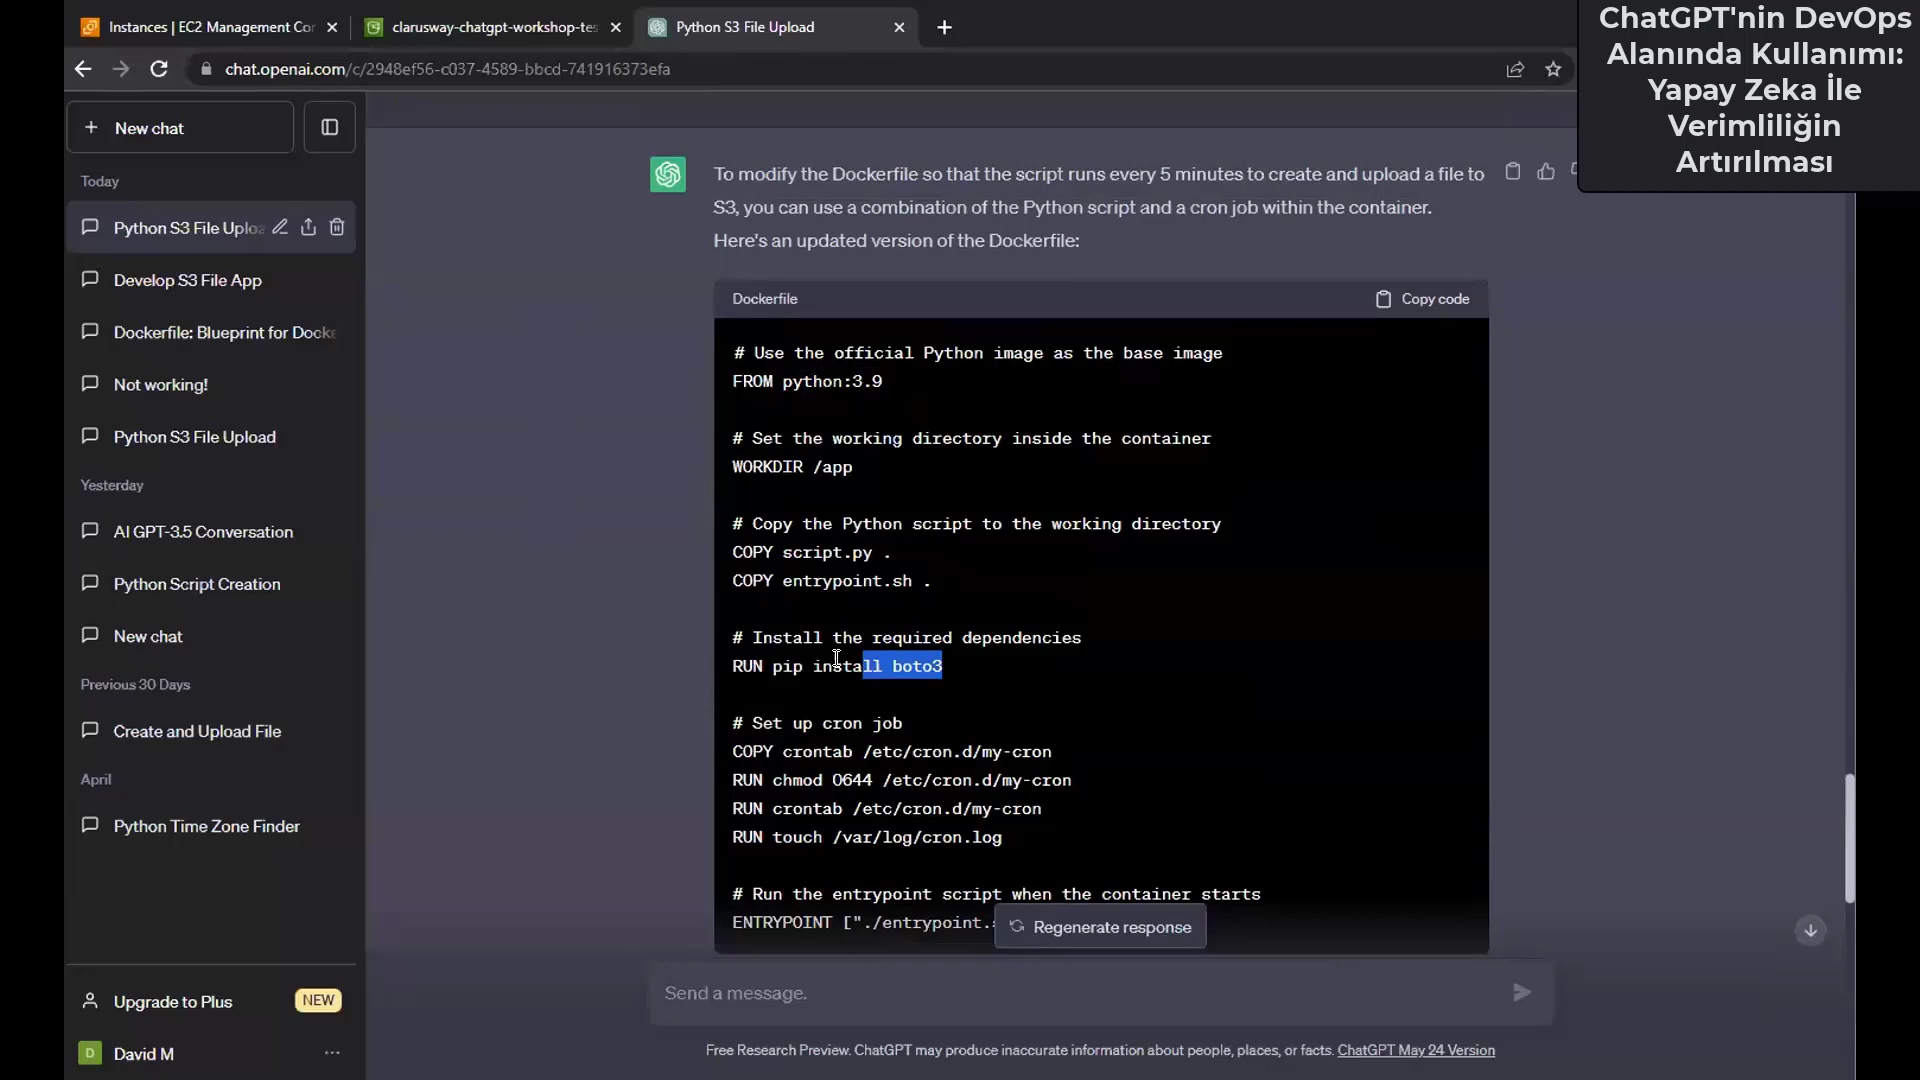 Instances | EC2 Management Cor
clarusway-chatgpt-workshop-tes
Python S3 File Upload
chat.openai.com/c/2948ef56-c037-4589-bbcd-741916373efa
ChatGPT'nin DevOps
Alanında Kullanımı:
Yapay Zeka İle
Verimliliğin
Artırılması
New chat
Today
Python S3 File Uploa
Develop S3 File App
Dockerfile: Blueprint for Docke
Not working!
Python S3 File Upload
Yesterday
AI GPT-3.5 Conversation
Python Script Creation
New chat
Previous 30 Days
Create and Upload File
April
Python Time Zone Finder
Upgrade to Plus NEW
D David M
To modify the Dockerfile so that the script runs every 5 minutes to create and upload a file to
S3, you can use a combination of the Python script and a cron job within the container.
Here's an updated version of the Dockerfile:
Dockerfile Copy code
# Use the official Python image as the base image
FROM python:3.9
# Set the working directory inside the container
WORKDIR /app
# Copy the Python script to the working directory
COPY script.py .
COPY entrypoint.sh .
# Install the required dependencies
RUN pip install boto3
# Set up cron job
COPY crontab /etc/cron.d/my-cron
RUN chmod 0644 /etc/cron.d/my-cron
RUN crontab /etc/cron.d/my-cron
RUN touch /var/log/cron.log
# Run the entrypoint script when the container starts
ENTRYPOINT ["./entrypoint.
Regenerate response
Send a message.
Free Research Preview. ChatGPT may produce inaccurate information about people, places, or facts. ChatGPT May 24 Version